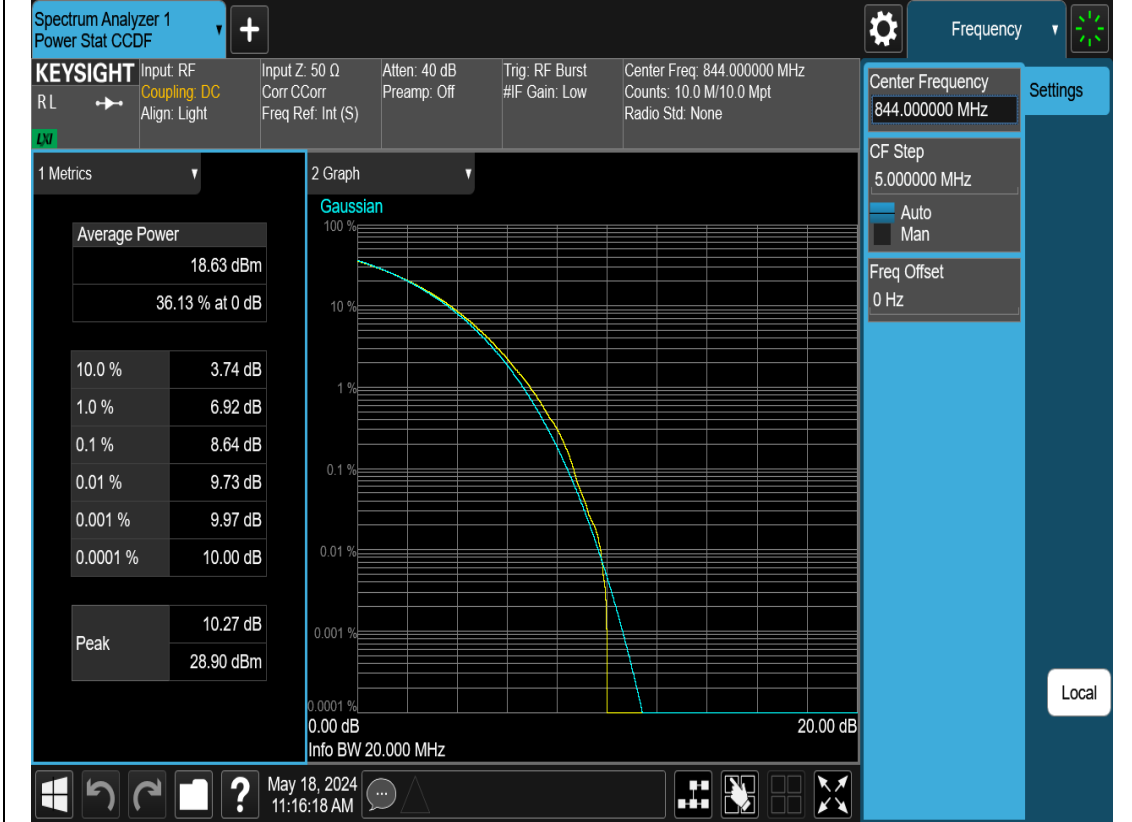 Spectrum Analyzer 1
Power Stat CCDF
Frequency
KEYSIGHT
RL
LXI
Input: RF
Coupling: DC
Align: Light
Input Z: 50 Ω
Corr CCorr
Freq Ref: Int (S)
Atten: 40 dB
Preamp: Off
Trig: RF Burst
#IF Gain: Low
Center Freq: 844.000000 MHz
Counts: 10.0 M/10.0 Mpt
Radio Std: None
Center Frequency
844.000000 MHz
Settings
CF Step
5.000000 MHz
Auto
Man
Freq Offset
0 Hz
Local
1 Metrics
Average Power
18.63 dBm
36.13 % at 0 dB
10.0 % 3.74 dB
1.0 % 6.92 dB
0.1 % 8.64 dB
0.01 % 9.73 dB
0.001 % 9.97 dB
0.0001 % 10.00 dB
Peak
10.27 dB
28.90 dBm
2 Graph
Gaussian
100 %
10 %
1 %
0.1 %
0.01 %
0.001 %
0.0001 %
0.00 dB 20.00 dB
Info BW 20.000 MHz
?
May 18, 2024
11:16:18 AM